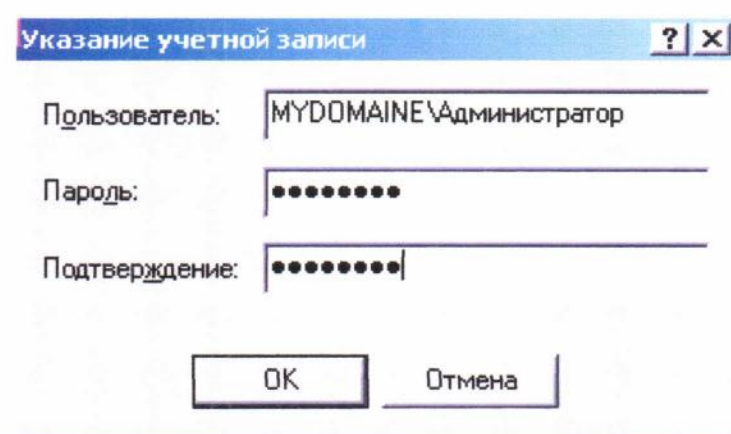 Указание учетной записи ? ×
Пользователь: MYDOMAINE\Администратор
Пароль: ●●●●●●●●
Подтверждение: ●●●●●●●●
OK Отмена